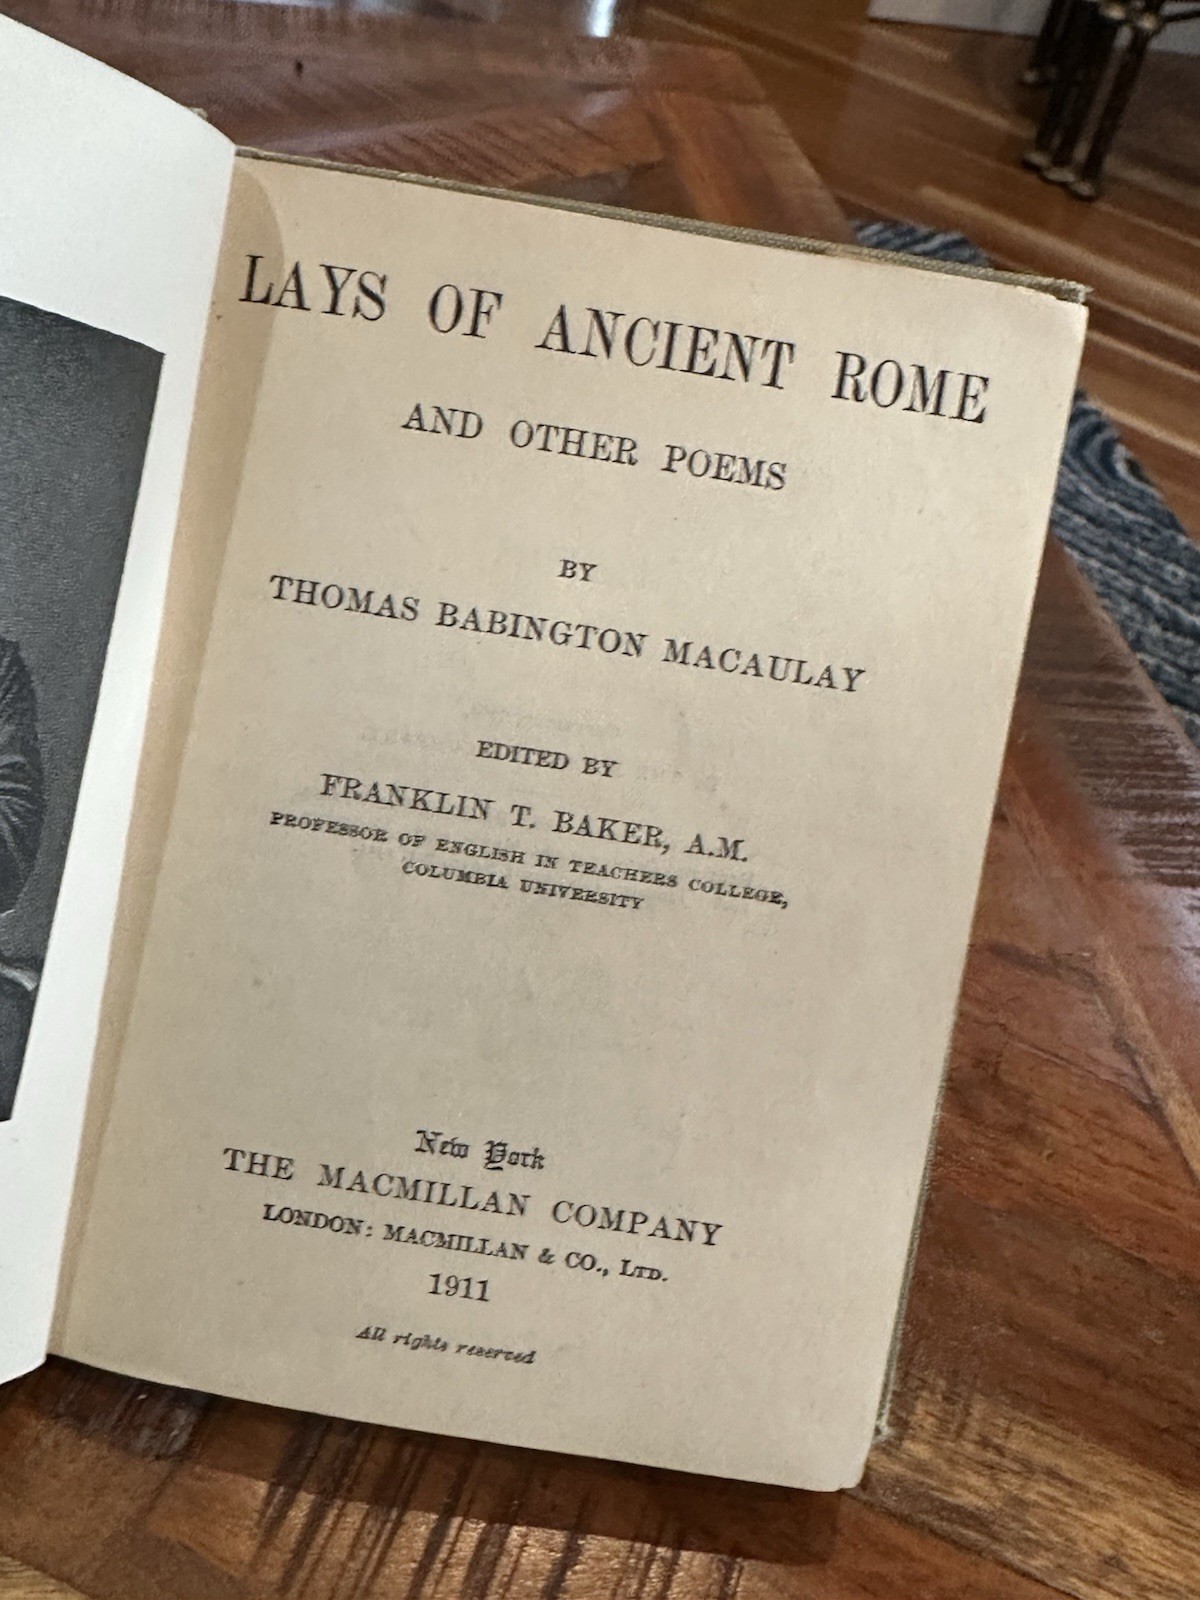 LAYS OF ANCIENT ROME
AND OTHER POEMS
BY
THOMAS BABINGTON MACAULAY
EDITED BY
FRANKLIN T. BAKER, A.M.
PROFESSOR OF ENGLISH IN TEACHERS COLLEGE,
COLUMBIA UNIVERSITY
New York
THE MACMILLAN COMPANY
LONDON: MACMILLAN & CO., LTD.
1911
All rights reserved